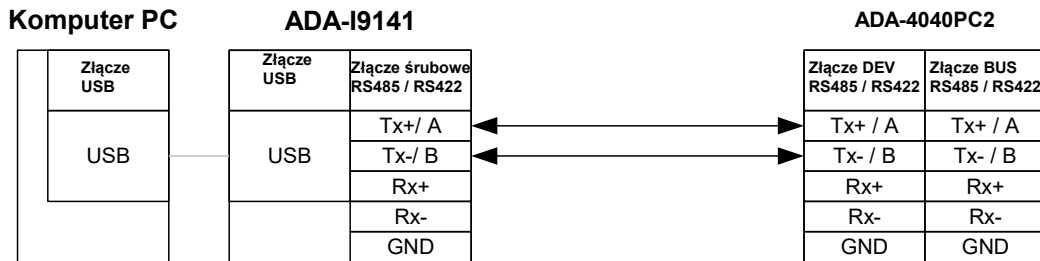 Komputer PC
ADA-I9141
ADA-4040PC2
Złącze
USB
Złącze
USB
Złącze śrubowe
RS485 / RS422
Złącze DEV
RS485 / RS422
Złącze BUS
RS485 / RS422
USB
USB
Tx+/ A
Tx-/ B
Rx+
Rx-
GND
Tx+ / A
Tx- / B
Rx+
Rx-
GND
Tx+ / A
Tx- / B
Rx+
Rx-
GND